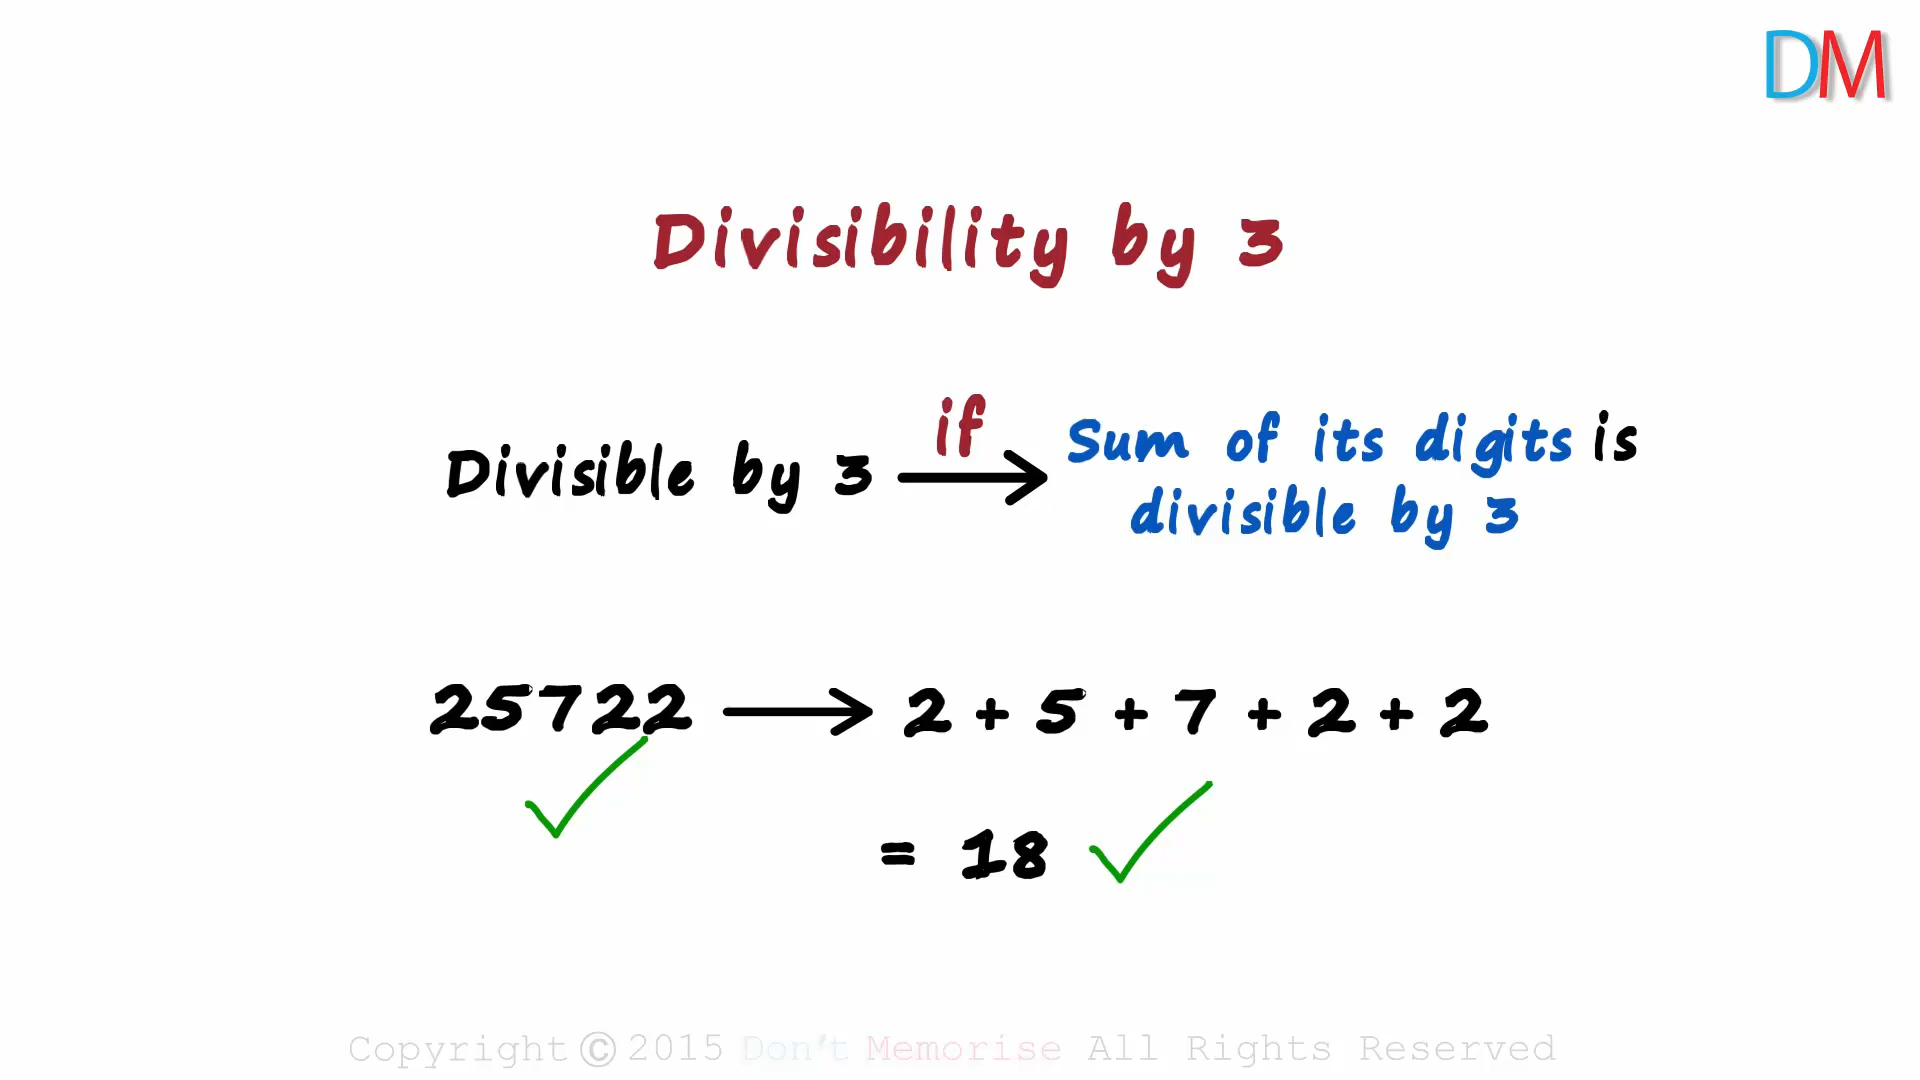 DM
Divisibility by 3
if
Divisible by 3 → Sum of its digits is
divisible by 3
25722 → 2 + 5 + 7 + 2 + 2
= 18
Copyright © 2015 Don't Memorise All Rights Reserved